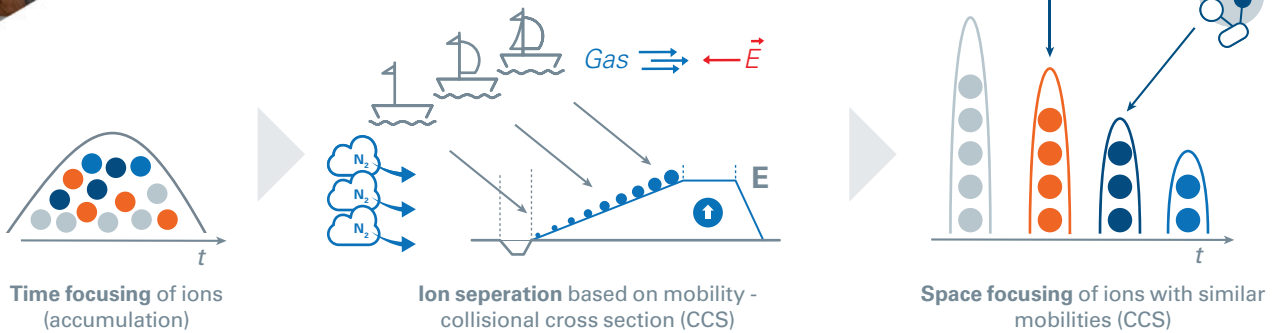 Gas
E
N2
N2
N2
E
t
t
Time focusing of ions
(accumulation)
Ion seperation based on mobility -
collisional cross section (CCS)
Space focusing of ions with similar
mobilities (CCS)